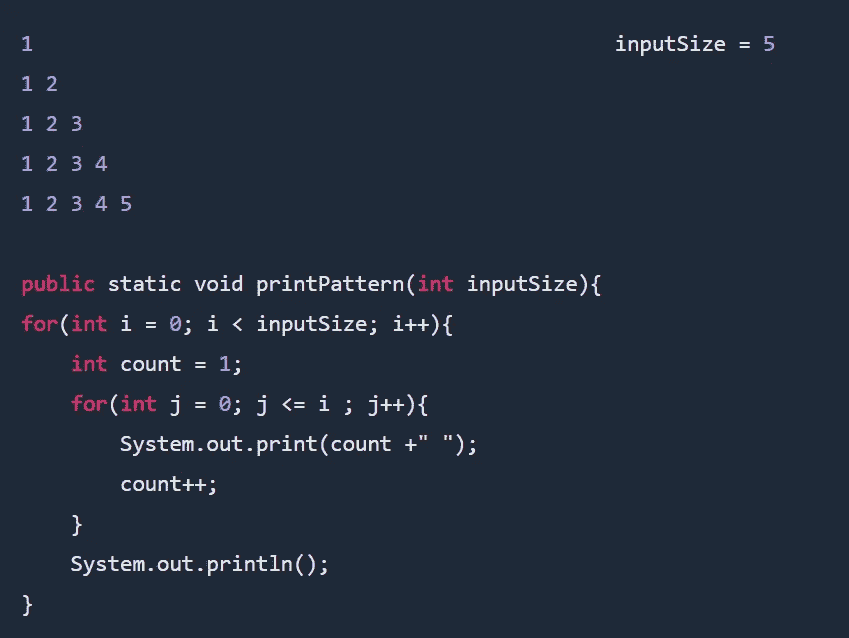 1 inputSize = 5
1 2
1 2 3
1 2 3 4
1 2 3 4 5
public static void printPattern(int inputSize){
for(int i = 0; i < inputSize; i++){
    int count = 1;
    for(int j = 0; j <= i ; j++){
        System.out.print(count +" ");
        count++;
    }
    System.out.println();
}